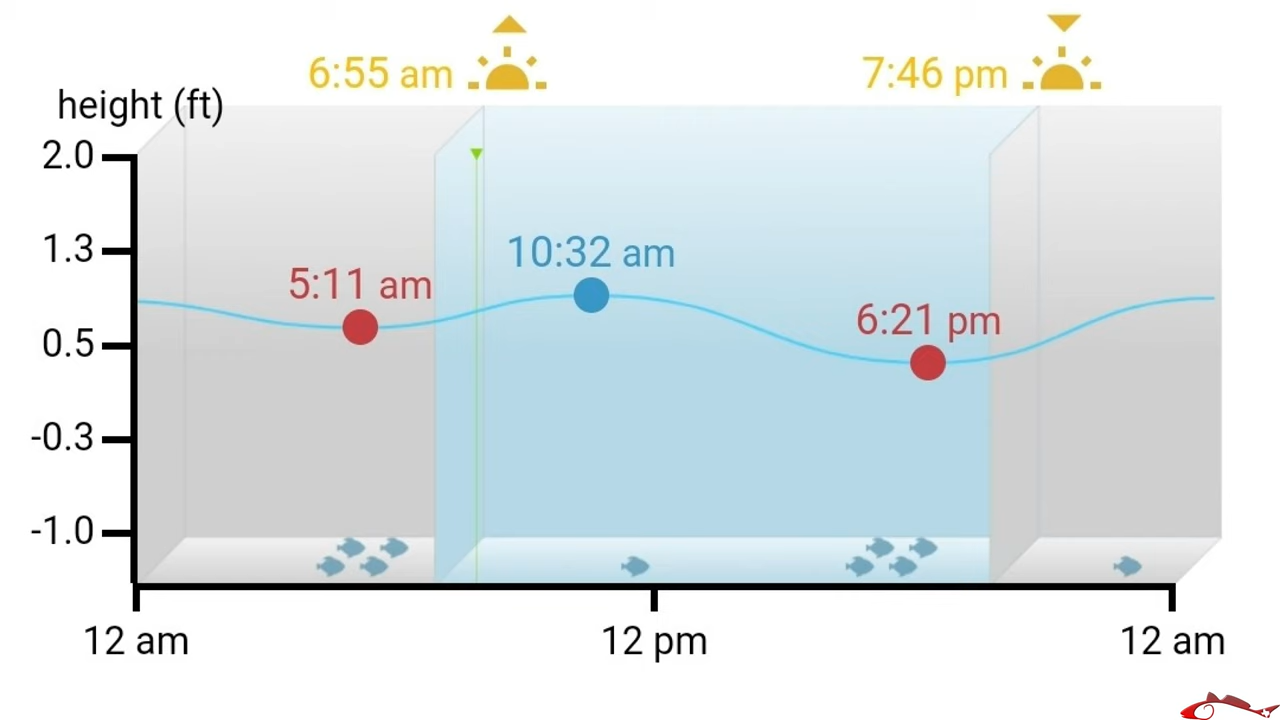 6:55 am
7:46 pm
height (ft)
2.0
1.3
0.5
-0.3
-1.0
5:11 am
10:32 am
6:21 pm
12 am
12 pm
12 am